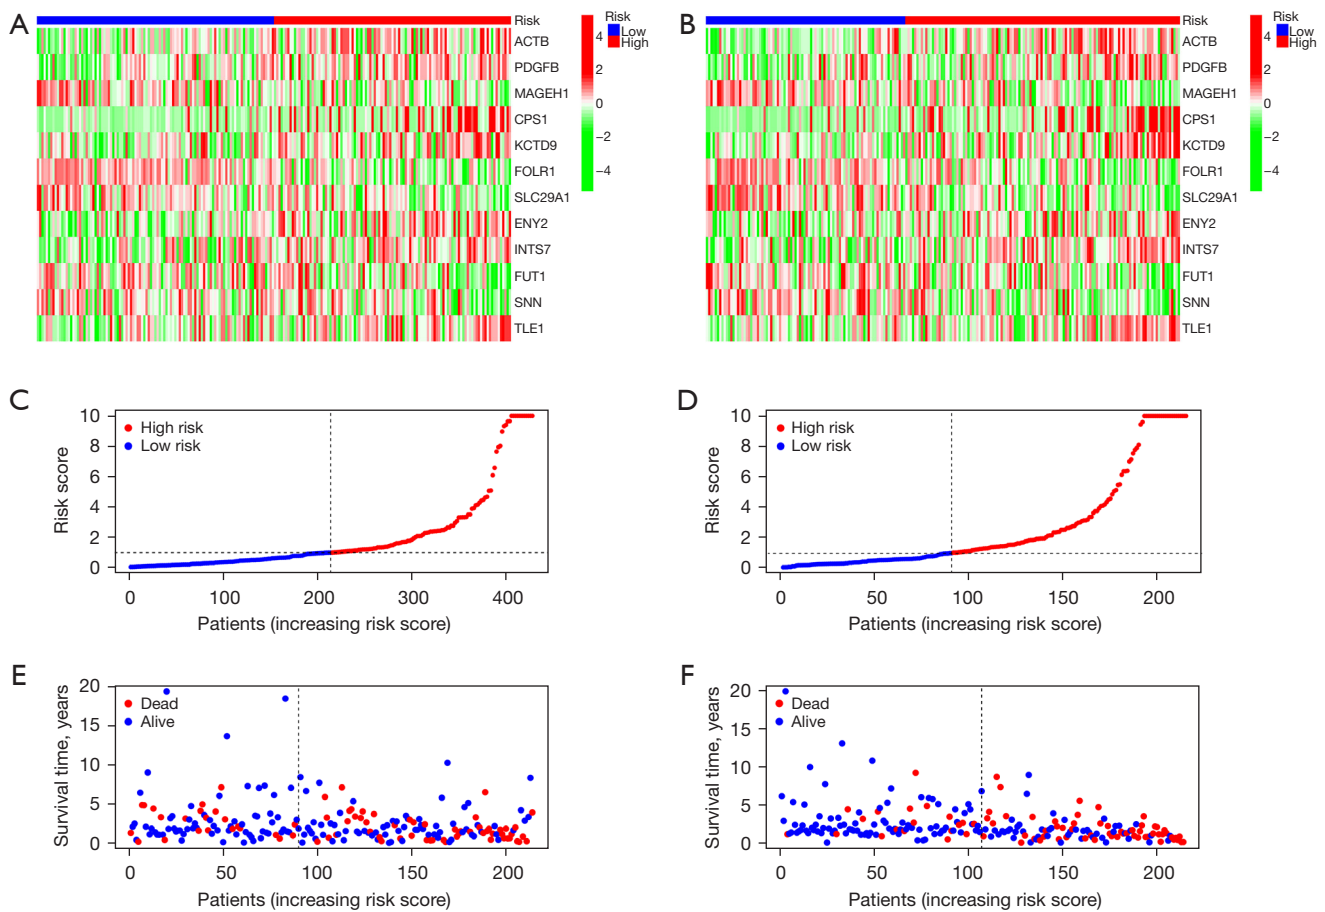 A
Risk
ACTB
PDGFB
MAGEH1
CPS1
KCTD9
FOLR1
SLC29A1
ENY2
INTS7
FUT1
SNN
TLE1
Risk
4
2
0
−2
−4
Low
High
B
Risk
ACTB
PDGFB
MAGEH1
CPS1
KCTD9
FOLR1
SLC29A1
ENY2
INTS7
FUT1
SNN
TLE1
Risk
4
2
0
−2
−4
Low
High
C
Risk score
10
8
6
4
2
0
High risk
Low risk
0 100 200 300 400
Patients (increasing risk score)
D
Risk score
10
8
6
4
2
0
High risk
Low risk
0 50 100 150 200
Patients (increasing risk score)
E
Survival time, years
20
15
10
5
0
Dead
Alive
0 50 100 150 200
Patients (increasing risk score)
F
Survival time, years
20
15
10
5
0
Dead
Alive
0 50 100 150 200
Patients (increasing risk score)